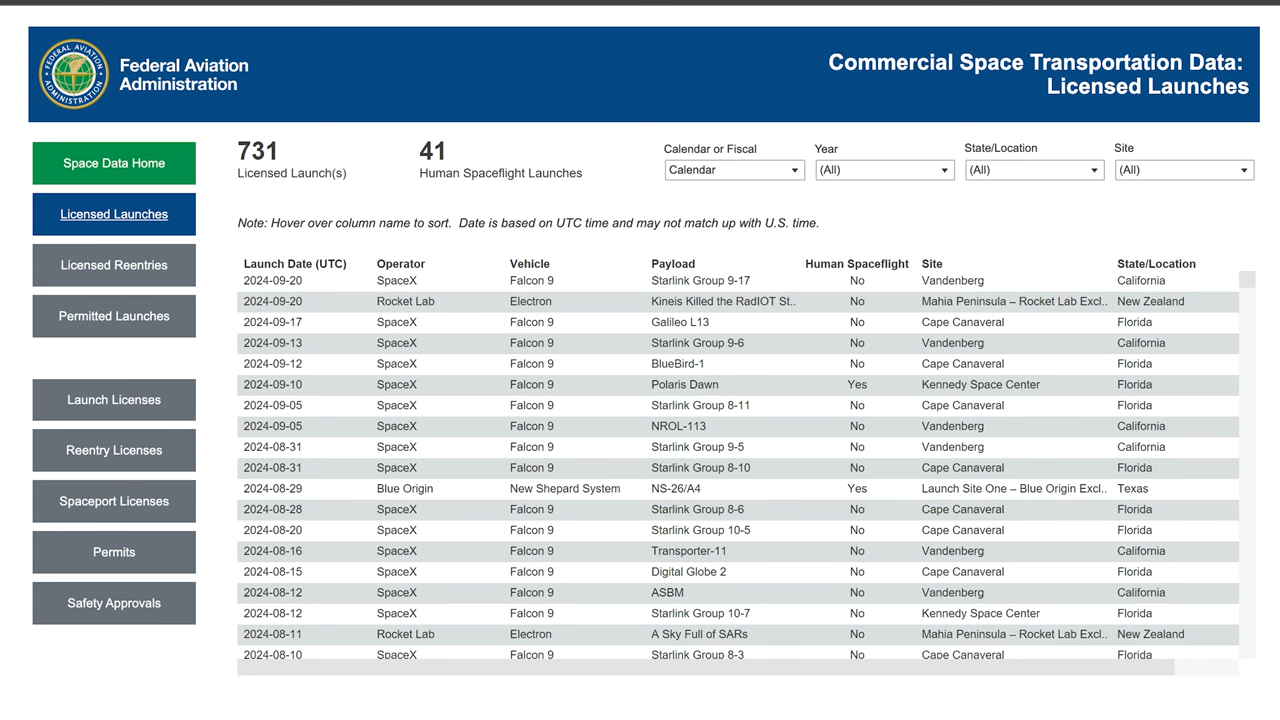 FEDERAL AVIATION
ADMINISTRATION
Federal Aviation
Administration
Commercial Space Transportation Data:
Licensed Launches
Space Data Home
Licensed Launches
Licensed Reentries
Permitted Launches
Launch Licenses
Reentry Licenses
Spaceport Licenses
Permits
Safety Approvals
731
Licensed Launch(s)
41
Human Spaceflight Launches
Calendar or Fiscal
Calendar
Year
(All)
State/Location
(All)
Site
(All)
Note: Hover over column name to sort.  Date is based on UTC time and may not match up with U.S. time.
Launch Date (UTC) Operator Vehicle Payload Human Spaceflight Site State/Location
2024-09-20 SpaceX Falcon 9 Starlink Group 9-17 No Vandenberg California
2024-09-20 Rocket Lab Electron Kineis Killed the RadIOT St.. No Mahia Peninsula – Rocket Lab Excl.. New Zealand
2024-09-17 SpaceX Falcon 9 Galileo L13 No Cape Canaveral Florida
2024-09-13 SpaceX Falcon 9 Starlink Group 9-6 No Vandenberg California
2024-09-12 SpaceX Falcon 9 BlueBird-1 No Cape Canaveral Florida
2024-09-10 SpaceX Falcon 9 Polaris Dawn Yes Kennedy Space Center Florida
2024-09-05 SpaceX Falcon 9 Starlink Group 8-11 No Cape Canaveral Florida
2024-09-05 SpaceX Falcon 9 NROL-113 No Vandenberg California
2024-08-31 SpaceX Falcon 9 Starlink Group 9-5 No Vandenberg California
2024-08-31 SpaceX Falcon 9 Starlink Group 8-10 No Cape Canaveral Florida
2024-08-29 Blue Origin New Shepard System NS-26/A4 Yes Launch Site One – Blue Origin Excl.. Texas
2024-08-28 SpaceX Falcon 9 Starlink Group 8-6 No Cape Canaveral Florida
2024-08-20 SpaceX Falcon 9 Starlink Group 10-5 No Cape Canaveral Florida
2024-08-16 SpaceX Falcon 9 Transporter-11 No Vandenberg California
2024-08-15 SpaceX Falcon 9 Digital Globe 2 No Cape Canaveral Florida
2024-08-12 SpaceX Falcon 9 ASBM No Vandenberg California
2024-08-12 SpaceX Falcon 9 Starlink Group 10-7 No Kennedy Space Center Florida
2024-08-11 Rocket Lab Electron A Sky Full of SARs No Mahia Peninsula – Rocket Lab Excl.. New Zealand
2024-08-10 SpaceX Falcon 9 Starlink Group 8-3 No Cape Canaveral Florida